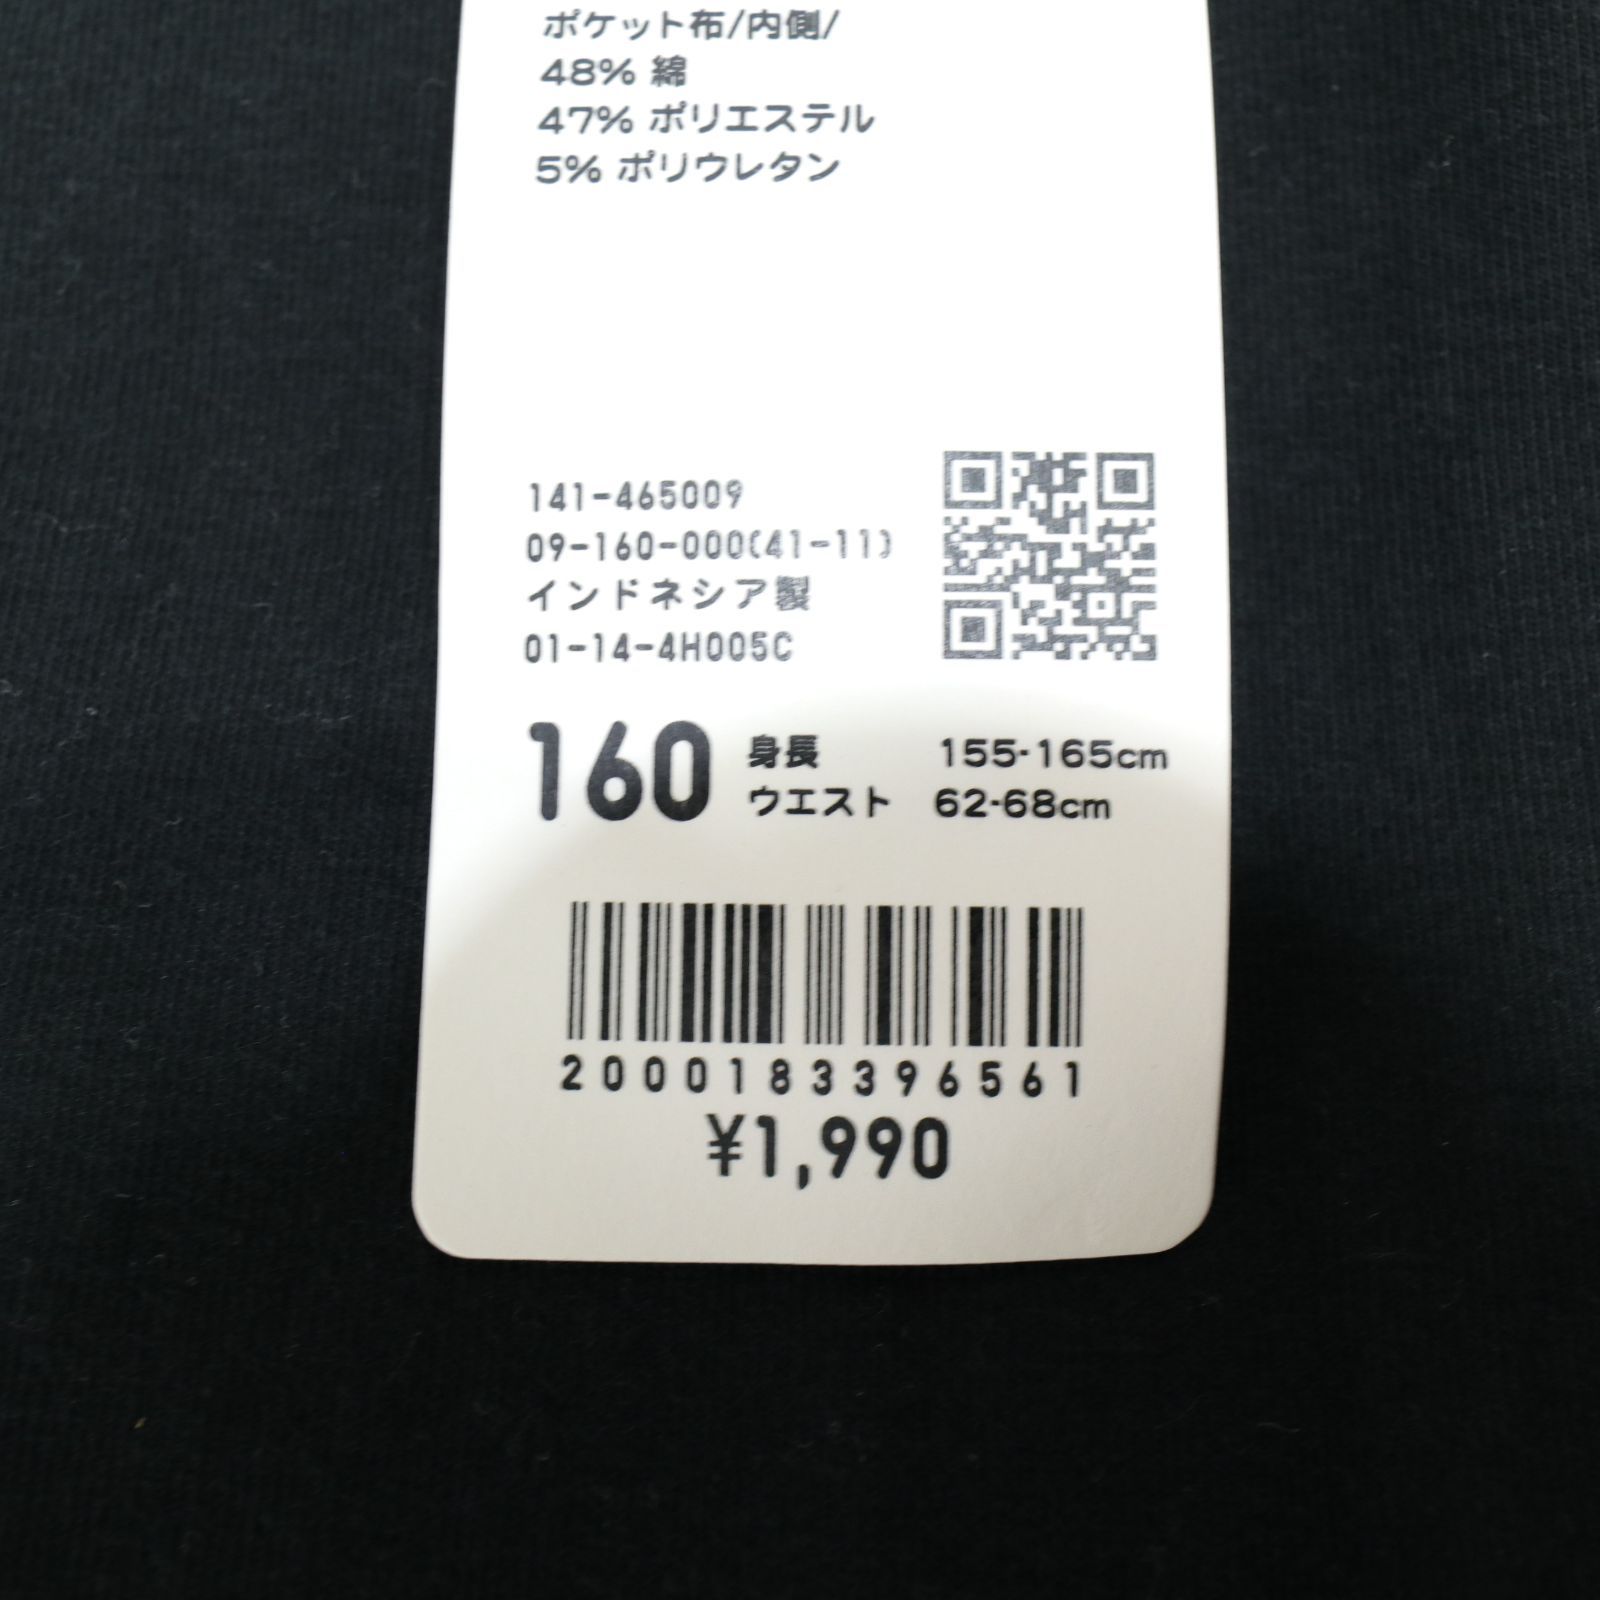 ポケット布/内側/
48% 綿
47% ポリエステル
5% ポリウレタン
141-465009
09-160-000(41-11)
インドネシア製
01-14-4H005C
160 身長 155-165cm
ウエスト 62-68cm
2000183396561
¥1,990